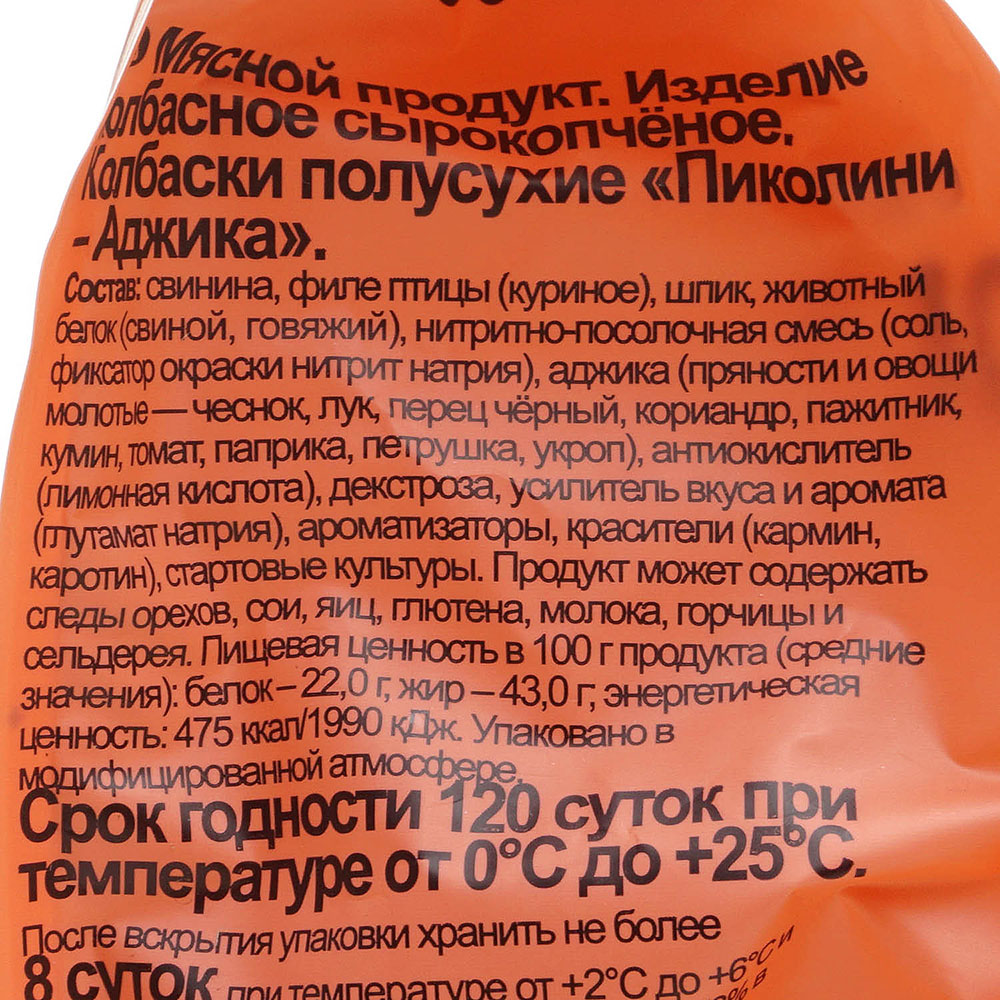 Мясной продукт. Изделие
колбасное сырокопчёное.
Колбаски полусухие «Пиколини
- Аджика».
Состав: свинина, филе птицы (куриное), шпик, животный
белок (свиной, говяжий), нитритно-посолочная смесь (соль,
фиксатор окраски нитрит натрия), аджика (пряности и овощи
молотые — чеснок, лук, перец чёрный, кориандр, пажитник,
кумин, томат, паприка, петрушка, укроп), антиокислитель
(лимонная кислота), декстроза, усилитель вкуса и аромата
(глутамат натрия), ароматизаторы, красители (кармин,
каротин), стартовые культуры. Продукт может содержать
следы орехов, сои, яиц, глютена, молока, горчицы и
сельдерея. Пищевая ценность в 100 г продукта (средние
значения): белок – 22,0 г, жир – 43,0 г, энергетическая
ценность: 475 ккал/1990 кДж. Упаковано в
модифицированной атмосфере.
Срок годности 120 суток при
температуре от 0°С до +25°С.
После вскрытия упаковки хранить не более
8 суток при температуре от +2°С до +6°С и